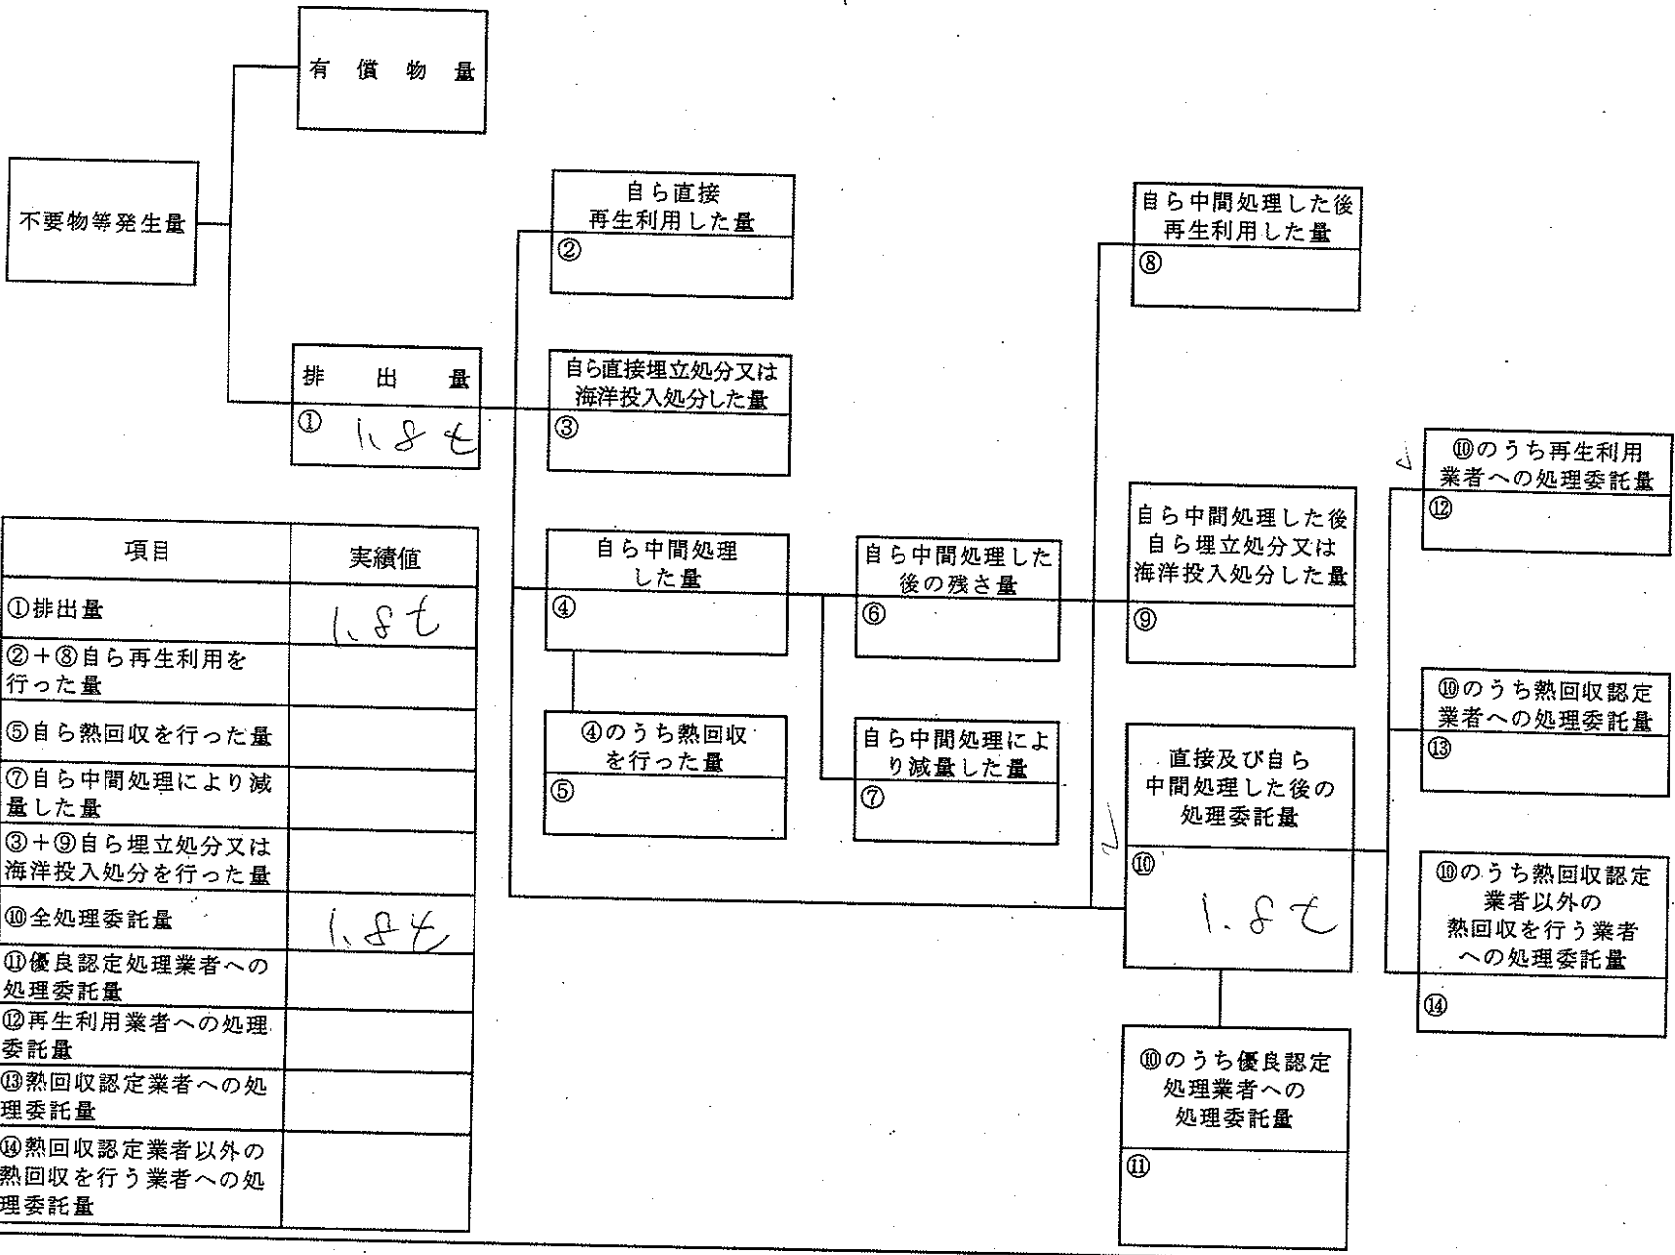 有償物量
不要物等発生量
排出量
① 1.8t
自ら直接
再生利用した量
②
自ら直接埋立処分又は
海洋投入処分した量
③
自ら中間処理
した量
④
④のうち熱回収
を行った量
⑤
自ら中間処理した
後の残さ量
⑥
自ら中間処理によ
り減量した量
⑦
自ら中間処理した後
再生利用した量
⑧
自ら中間処理した後
自ら埋立処分又は
海洋投入処分した量
⑨
直接及び自ら
中間処理した後の
処理委託量
⑩
1.8t
⑩のうち優良認定
処理業者への
処理委託量
⑪
⑩のうち再生利用
業者への処理委託量
⑫
⑩のうち熱回収認定
業者への処理委託量
⑬
⑩のうち熱回収認定
業者以外の
熱回収を行う業者
への処理委託量
⑭
項目 実績値
①排出量 1.8t
②+⑧自ら再生利用を
行った量
⑤自ら熱回収を行った量
⑦自ら中間処理により減
量した量
③+⑨自ら埋立処分又は
海洋投入処分を行った量
⑩全処理委託量 1.8t
⑪優良認定処理業者への
処理委託量
⑫再生利用業者への処理
委託量
⑬熱回収認定業者への処
理委託量
⑭熱回収認定業者以外の
熱回収を行う業者への処
理委託量